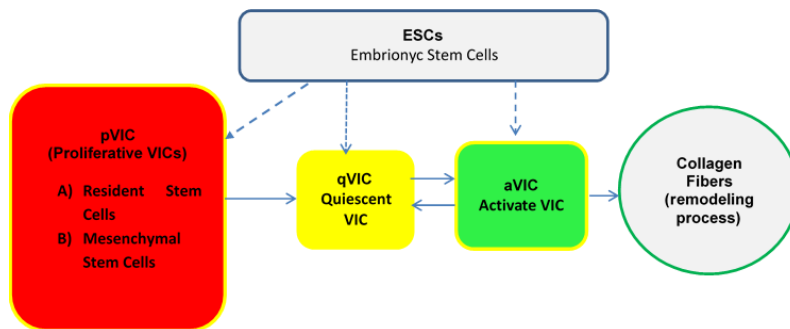 ESCs
Embrionyc Stem Cells
pVIC
(Proliferative VICs)
A) Resident Stem
Cells
B) Mesenchymal
Stem Cells
qVIC
Quiescent
VIC
aVIC
Activate VIC
Collagen
Fibers
(remodeling
process)